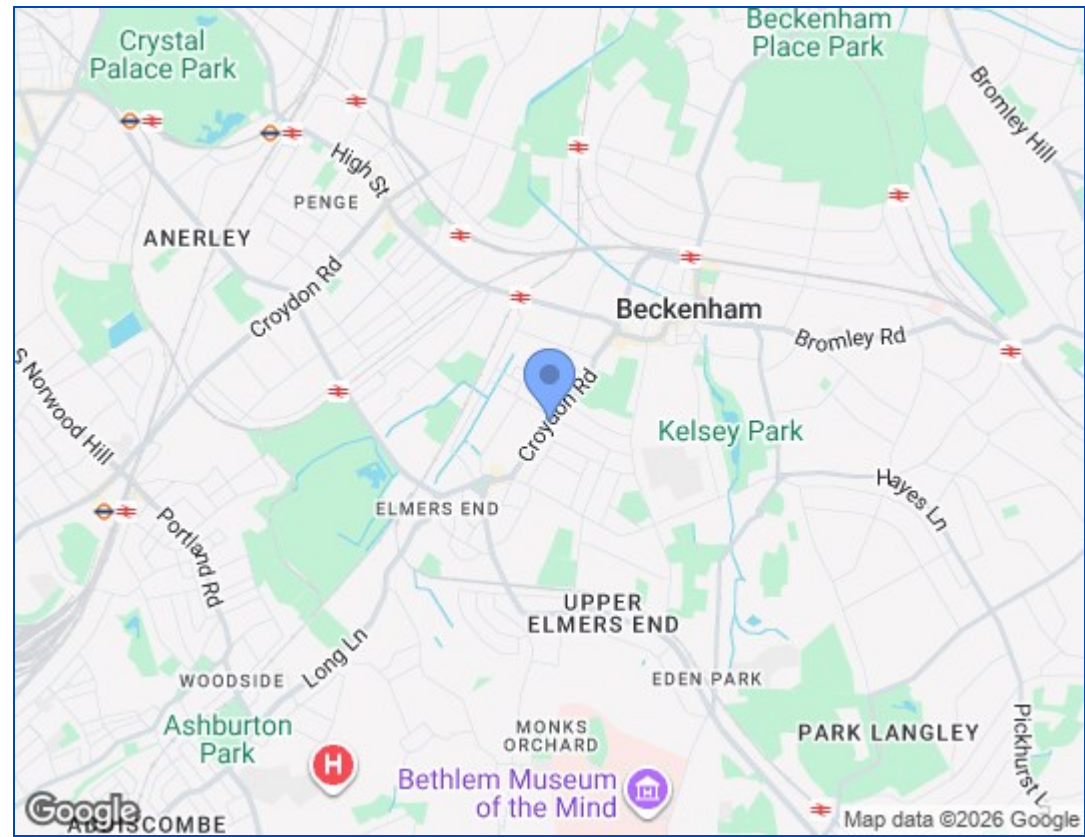 Beckenham
Place Park
Crystal
Palace Park
Bromley Hill
High St
PENGE
ANERLEY
Croydon Rd
Beckenham
Bromley Rd
S Norwood Hill
Croydon Rd
Kelsey Park
Hayes Ln
ELMERS END
Portland Rd
UPPER
ELMERS END
Long Ln
WOODSIDE
EDEN PARK
Ashburton
Park
MONKS
ORCHARD
PARK LANGLEY
Pickhurst L
H
Bethlem Museum
of the Mind
Google
Map data ©2026 Google